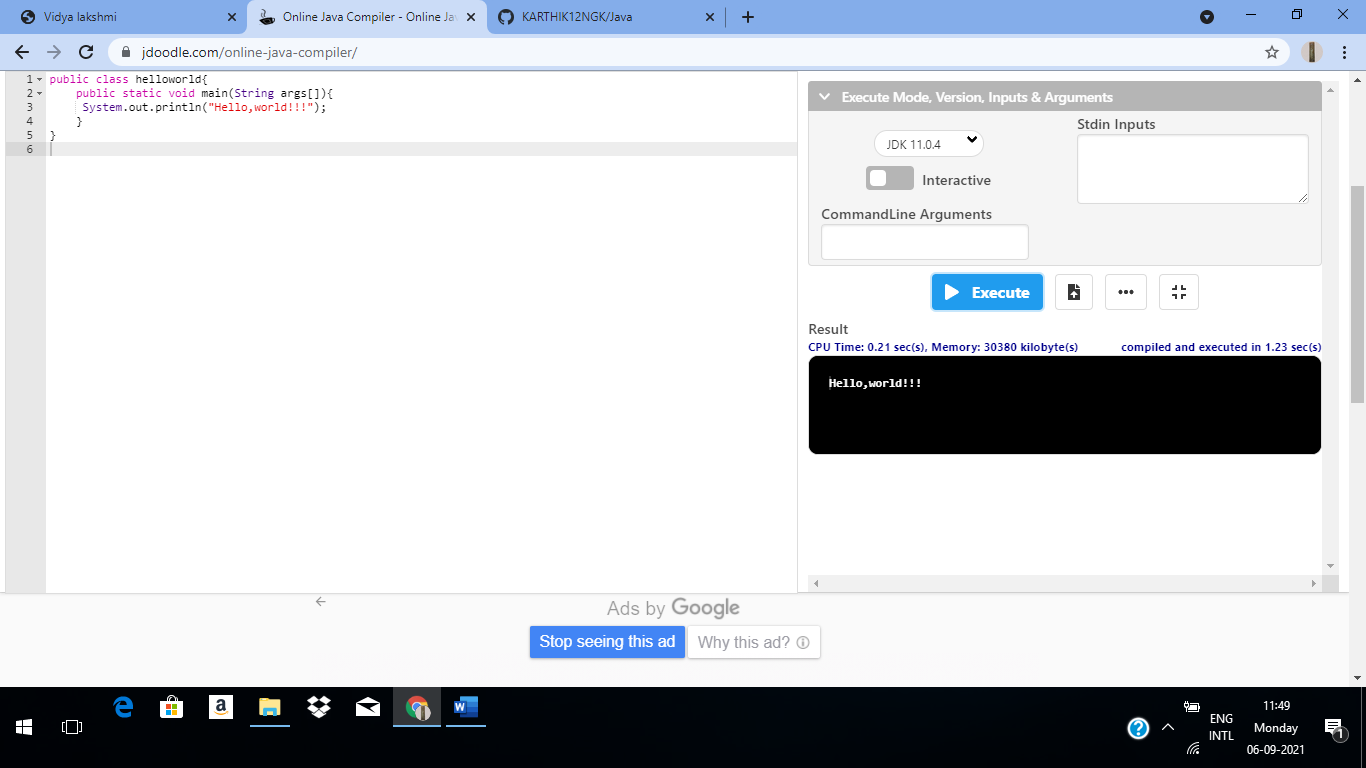 Vidya lakshmi
Online Java Compiler - Online Ja
KARTHIK12NGK/Java
jdoodle.com/online-java-compiler/
1 public class helloworld{
2 public static void main(String args[]){
3 System.out.println("Hello,world!!!");
4 }
5 }
6
Execute Mode, Version, Inputs & Arguments
JDK 11.0.4
Interactive
Stdin Inputs
CommandLine Arguments
Execute
Result
CPU Time: 0.21 sec(s), Memory: 30380 kilobyte(s) compiled and executed in 1.23 sec(s)
Hello,world!!!
Ads by Google
Stop seeing this ad
Why this ad?
ENG
INTL
11:49
Monday
06-09-2021
1